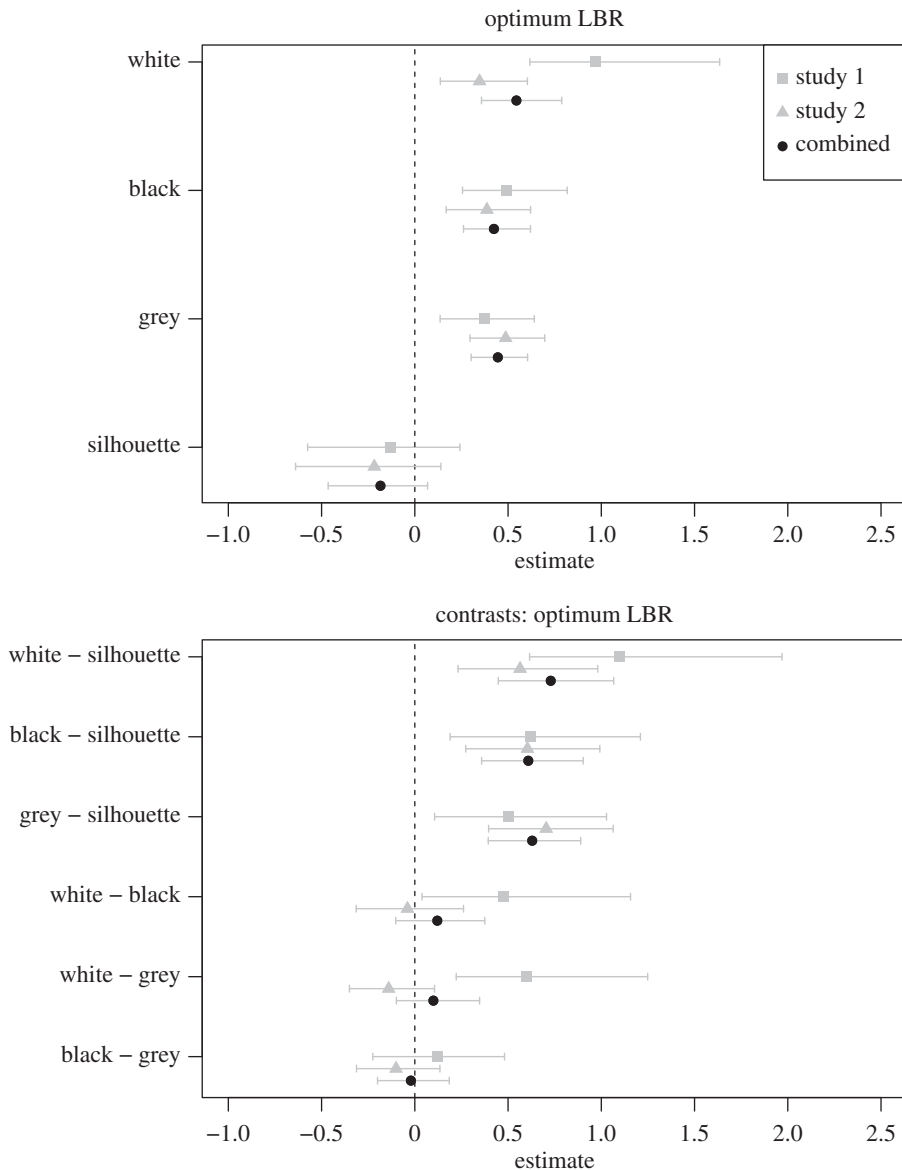 optimum LBR
white
black
grey
silhouette
study 1
study 2
combined
−1.0 −0.5 0 0.5 1.0 1.5 2.0 2.5
estimate
contrasts: optimum LBR
white − silhouette
black − silhouette
grey − silhouette
white − black
white − grey
black − grey
−1.0 −0.5 0 0.5 1.0 1.5 2.0 2.5
estimate